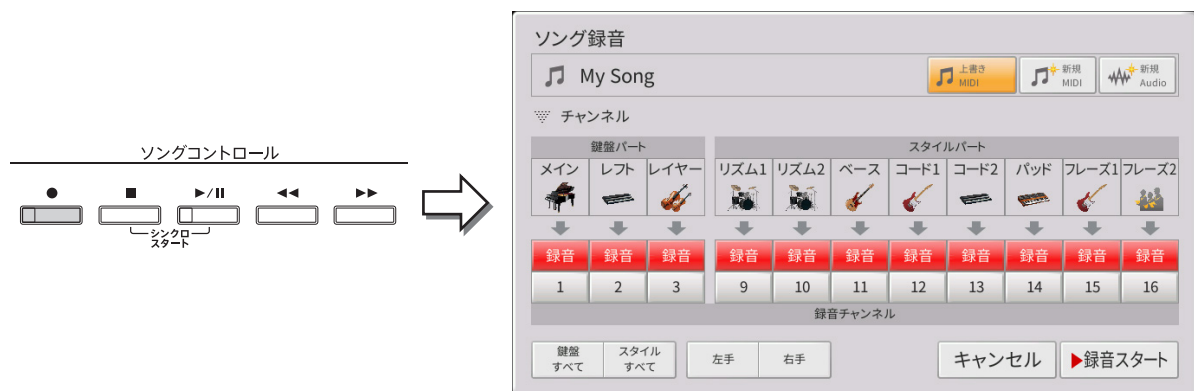 ソングコントロール
シンクロ
スタート
ソング録音
My Song
上書き
MIDI
新規
MIDI
新規
Audio
チャンネル
鍵盤パート
スタイルパート
メイン レフト レイヤー リズム1 リズム2 ベース コード1 コード2 パッド フレーズ1 フレーズ2
録音 録音 録音 録音 録音 録音 録音 録音 録音 録音 録音
1 2 3 9 10 11 12 13 14 15 16
録音チャンネル
鍵盤
すべて
スタイル
すべて
左手
右手
キャンセル
録音スタート